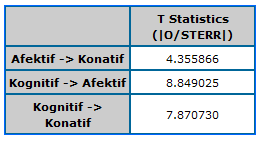 T Statistics
(|O/STERR|)
Afektif -> Konatif 4.355866
Kognitif -> Afektif 8.849025
Kognitif ->
Konatif 7.870730